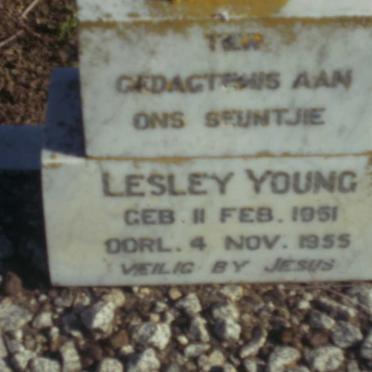 TER
GEDAGTENIS AAN
ONS SEUNTJIE
LESLEY YOUNG
GEB. 11 FEB. 1951
OORL. 4 NOV. 1955
VEILIG BY JESUS